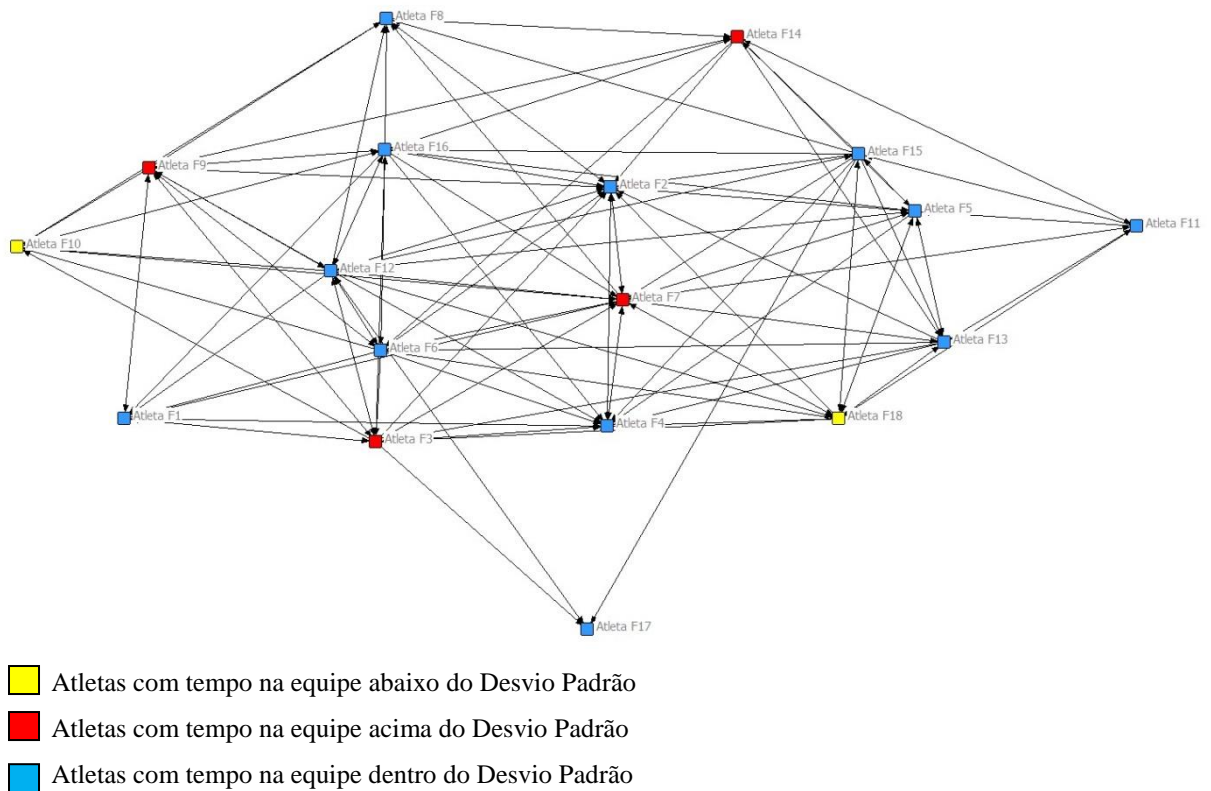 Atleta F8
Atleta F14
Atleta F16
Atleta F15
Atleta F9
Atleta F2
Atleta F5
Atleta F11
Atleta F10
Atleta F12
Atleta F7
Atleta F13
Atleta F6
Atleta F1
Atleta F18
Atleta F4
Atleta F3
Atleta F17
Atletas com tempo na equipe abaixo do Desvio Padrão
Atletas com tempo na equipe acima do Desvio Padrão
Atletas com tempo na equipe dentro do Desvio Padrão